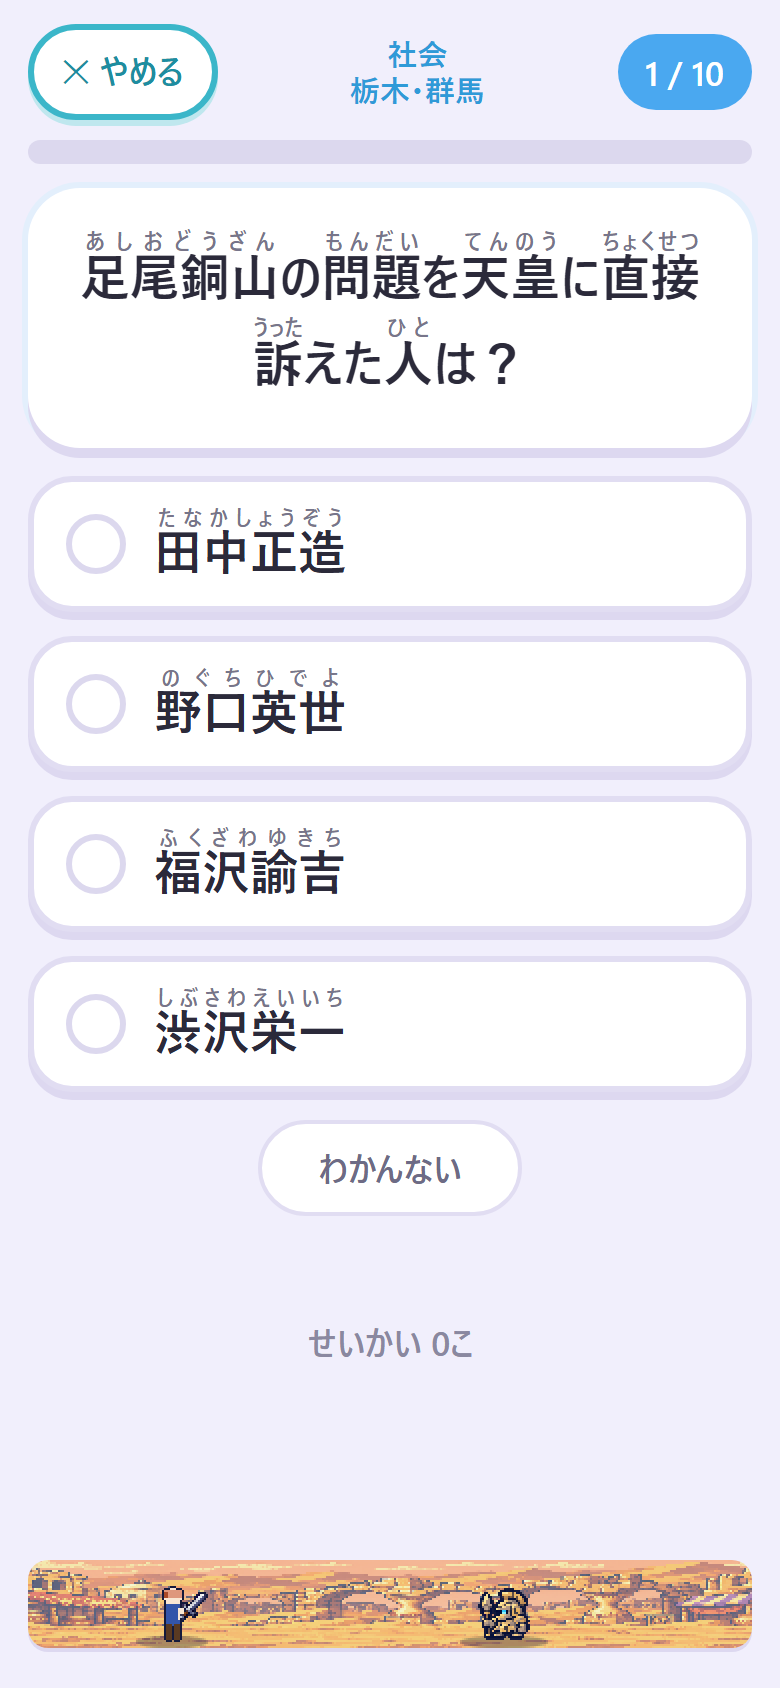 × やめる
社会
栃木・群馬
1 / 10
あしおどうざん もんだい てんのう ちょくせつ
足尾銅山の問題を天皇に直接
うった ひと
訴えた人は？
たなかしょうぞう
田中正造
のぐちひでよ
野口英世
ふくざわゆきち
福沢諭吉
しぶさわえいいち
渋沢栄一
わかんない
せいかい 0こ